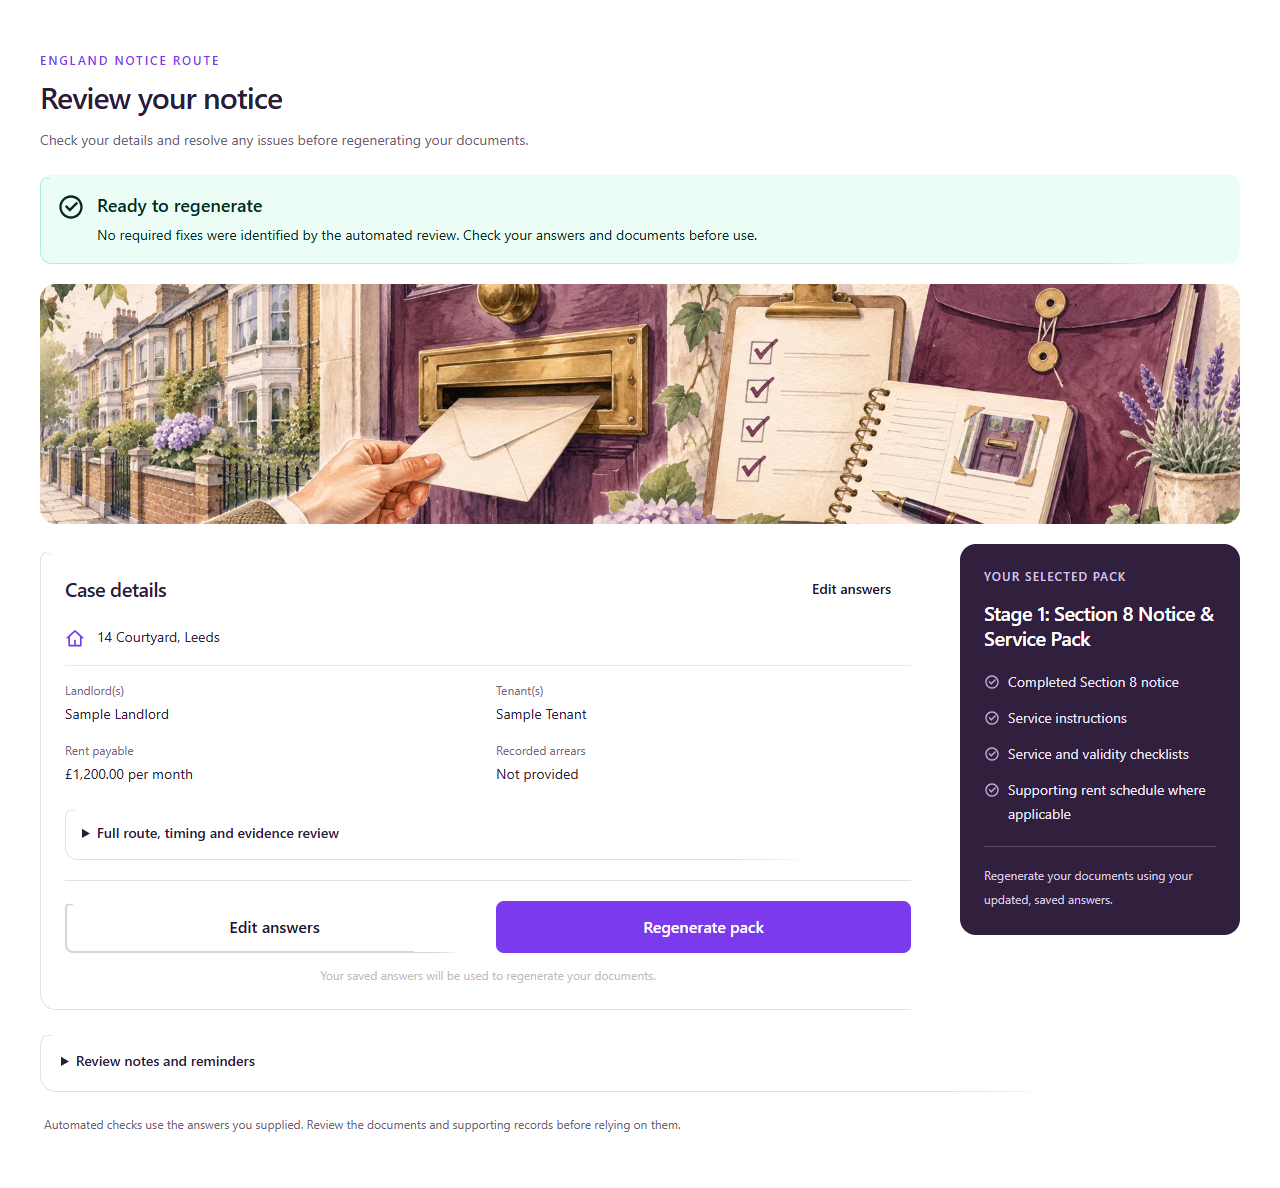 ENGLAND NOTICE ROUTE
Review your notice
Check your details and resolve any issues before regenerating your documents.
Ready to regenerate
No required fixes were identified by the automated review. Check your answers and documents before use.
Case details
Edit answers
14 Courtyard, Leeds
Landlord(s)
Sample Landlord
Tenant(s)
Sample Tenant
Rent payable
£1,200.00 per month
Recorded arrears
Not provided
Full route, timing and evidence review
Edit answers
Regenerate pack
Your saved answers will be used to regenerate your documents.
YOUR SELECTED PACK
Stage 1: Section 8 Notice &
Service Pack
Completed Section 8 notice
Service instructions
Service and validity checklists
Supporting rent schedule where
applicable
Regenerate your documents using your
updated, saved answers.
Review notes and reminders
Automated checks use the answers you supplied. Review the documents and supporting records before relying on them.